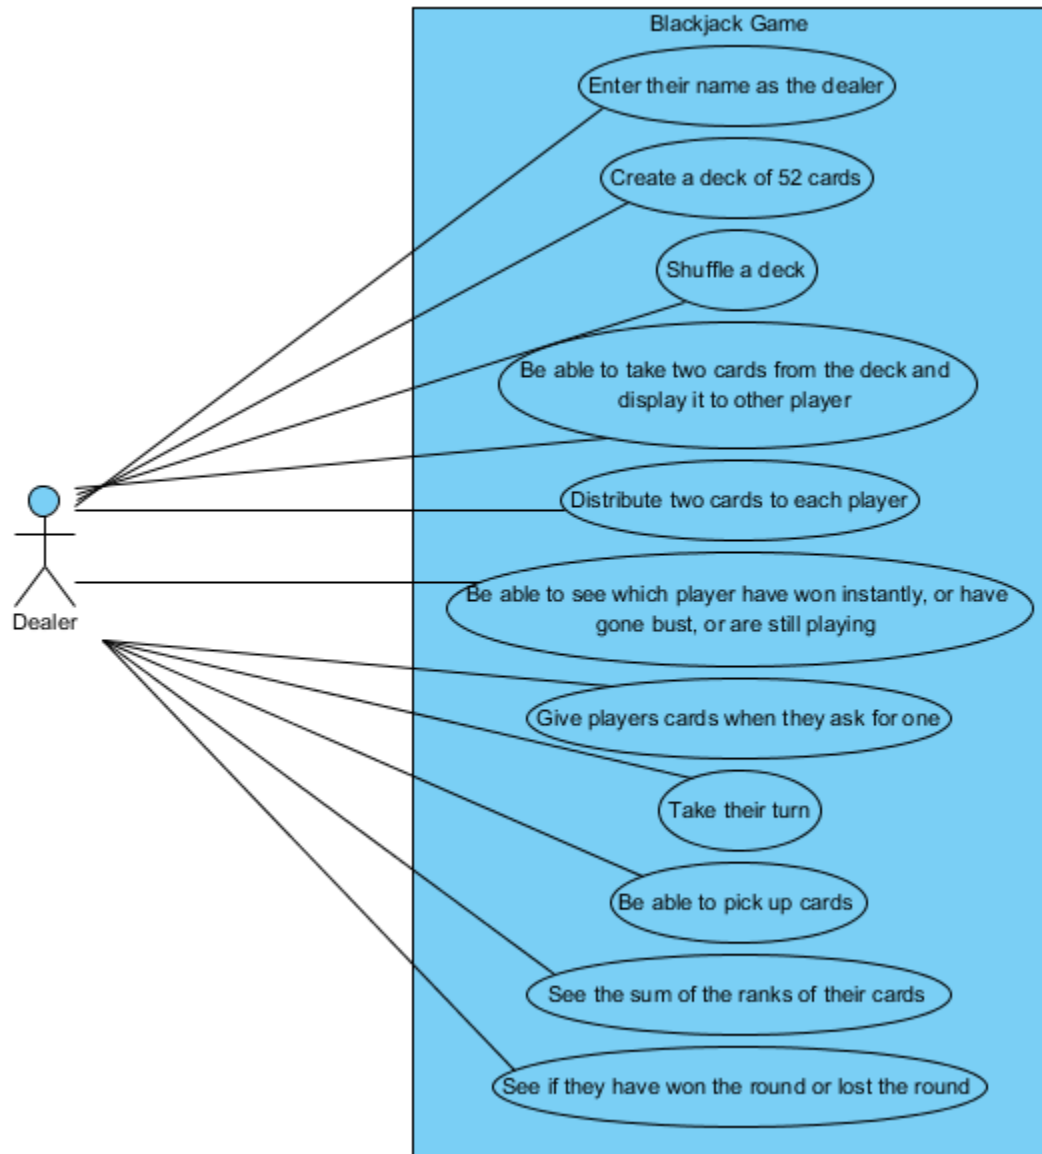 Blackjack Game
Enter their name as the dealer
Create a deck of 52 cards
Shuffle a deck
Be able to take two cards from the deck and
display it to other player
Distribute two cards to each player
Be able to see which player have won instantly, or have
gone bust, or are still playing
Dealer
Give players cards when they ask for one
Take their turn
Be able to pick up cards
See the sum of the ranks of their cards
See if they have won the round or lost the round